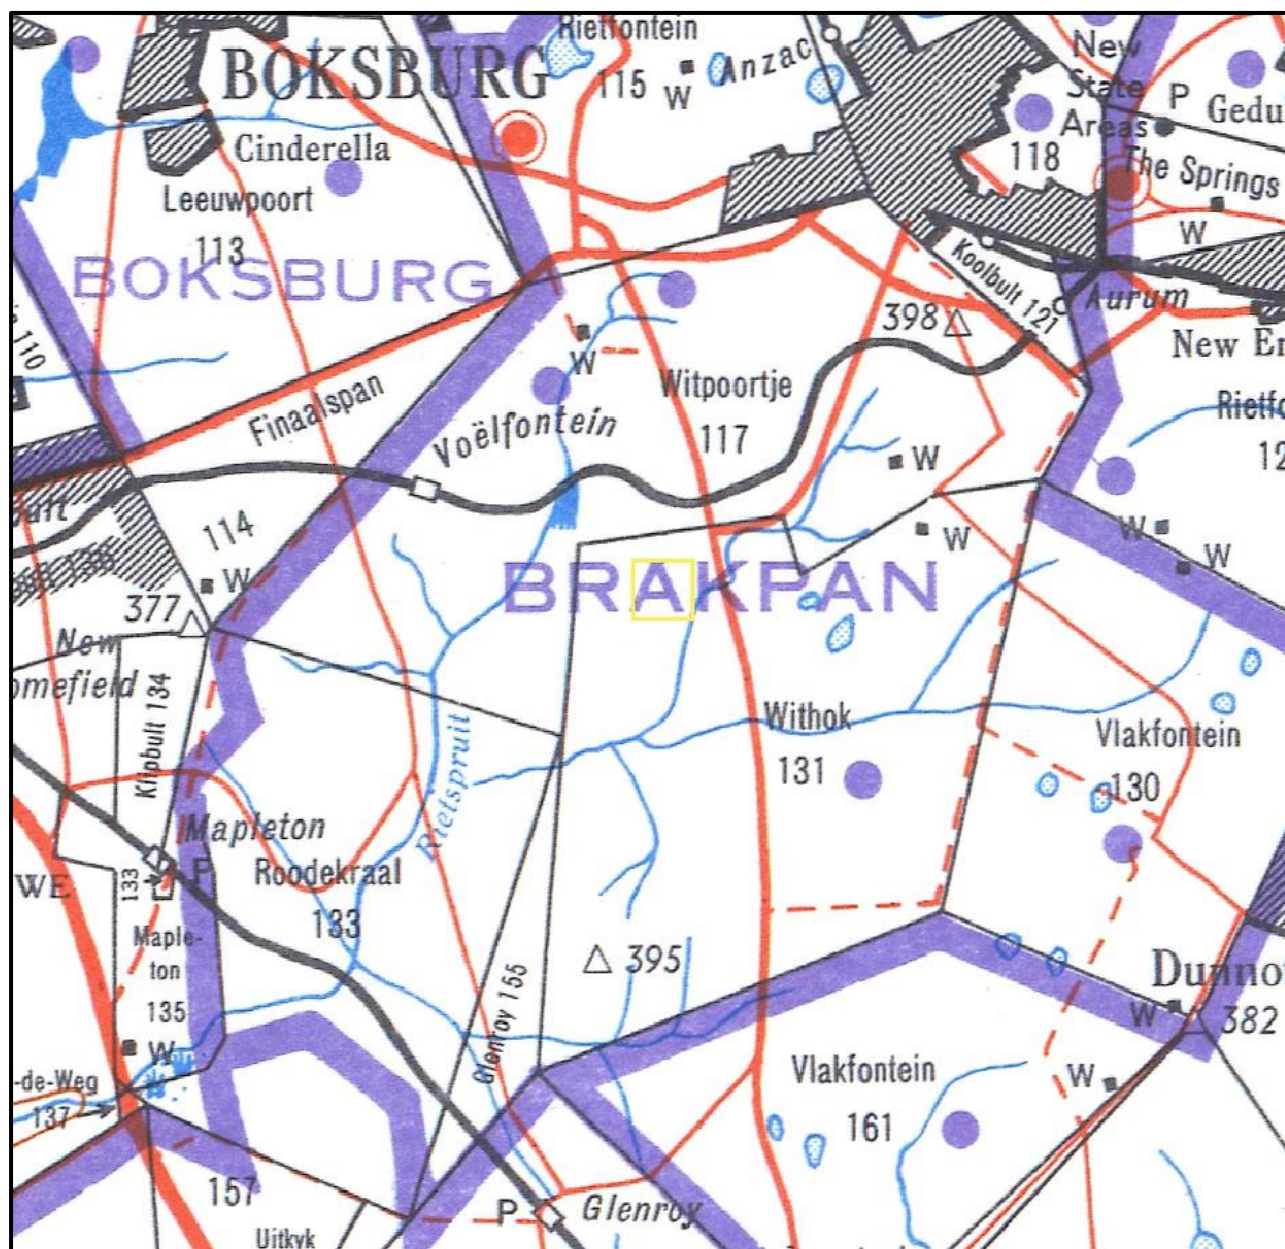 Rietfontein
115
W
Anzac
New
State
Areas
P
Gedu
BOKSBURG
Cinderella
Leeuwpoort
113
118
The Springs
W
BOKSBURG
110
Koolbult 121
Aurum
398
New Er
W
Finaalspan
Voëlfontein
Witpoortje
117
W
Rietfo
12
114
W
W
W
W
BRAKPAN
377
New
omefield
Klipbult 134
Withok
131
Vlakfontein
130
Rietspruit
Mapleton
P
133
WE
Roodekraal
133
Maple-
ton
135
W
395
Glenroy 155
Dunno
W
382
-de-Weg
137
Vlakfontein
161
W
157
P
Glenroy
Uitkyk